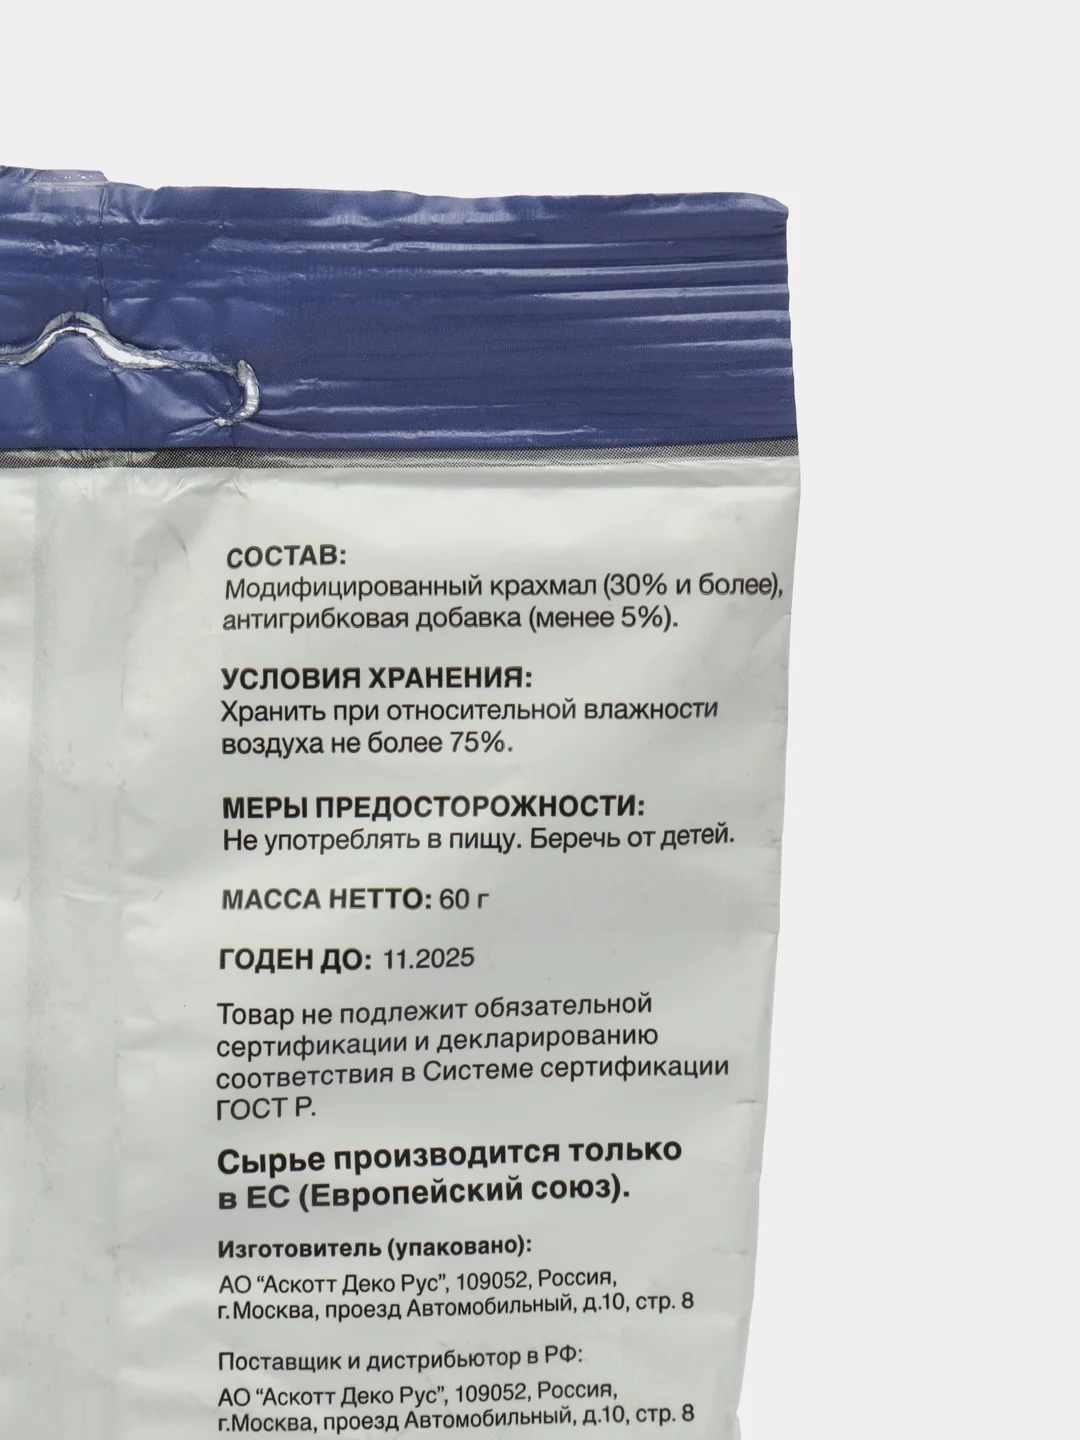 СОСТАВ:
Модифицированный крахмал (30% и более),
антигрибковая добавка (менее 5%).
УСЛОВИЯ ХРАНЕНИЯ:
Хранить при относительной влажности
воздуха не более 75%.
МЕРЫ ПРЕДОСТОРОЖНОСТИ:
Не употреблять в пищу. Беречь от детей.
МАССА НЕТТО: 60 г
ГОДЕН ДО: 11.2025
Товар не подлежит обязательной
сертификации и декларированию
соответствия в Системе сертификации
ГОСТ Р.
Сырье производится только
в ЕС (Европейский союз).
Изготовитель (упаковано):
АО “Аскотт Деко Рус”, 109052, Россия,
г.Москва, проезд Автомобильный, д.10, стр. 8
Поставщик и дистрибьютор в РФ:
АО “Аскотт Деко Рус”, 109052, Россия,
г.Москва, проезд Автомобильный, д.10, стр. 8